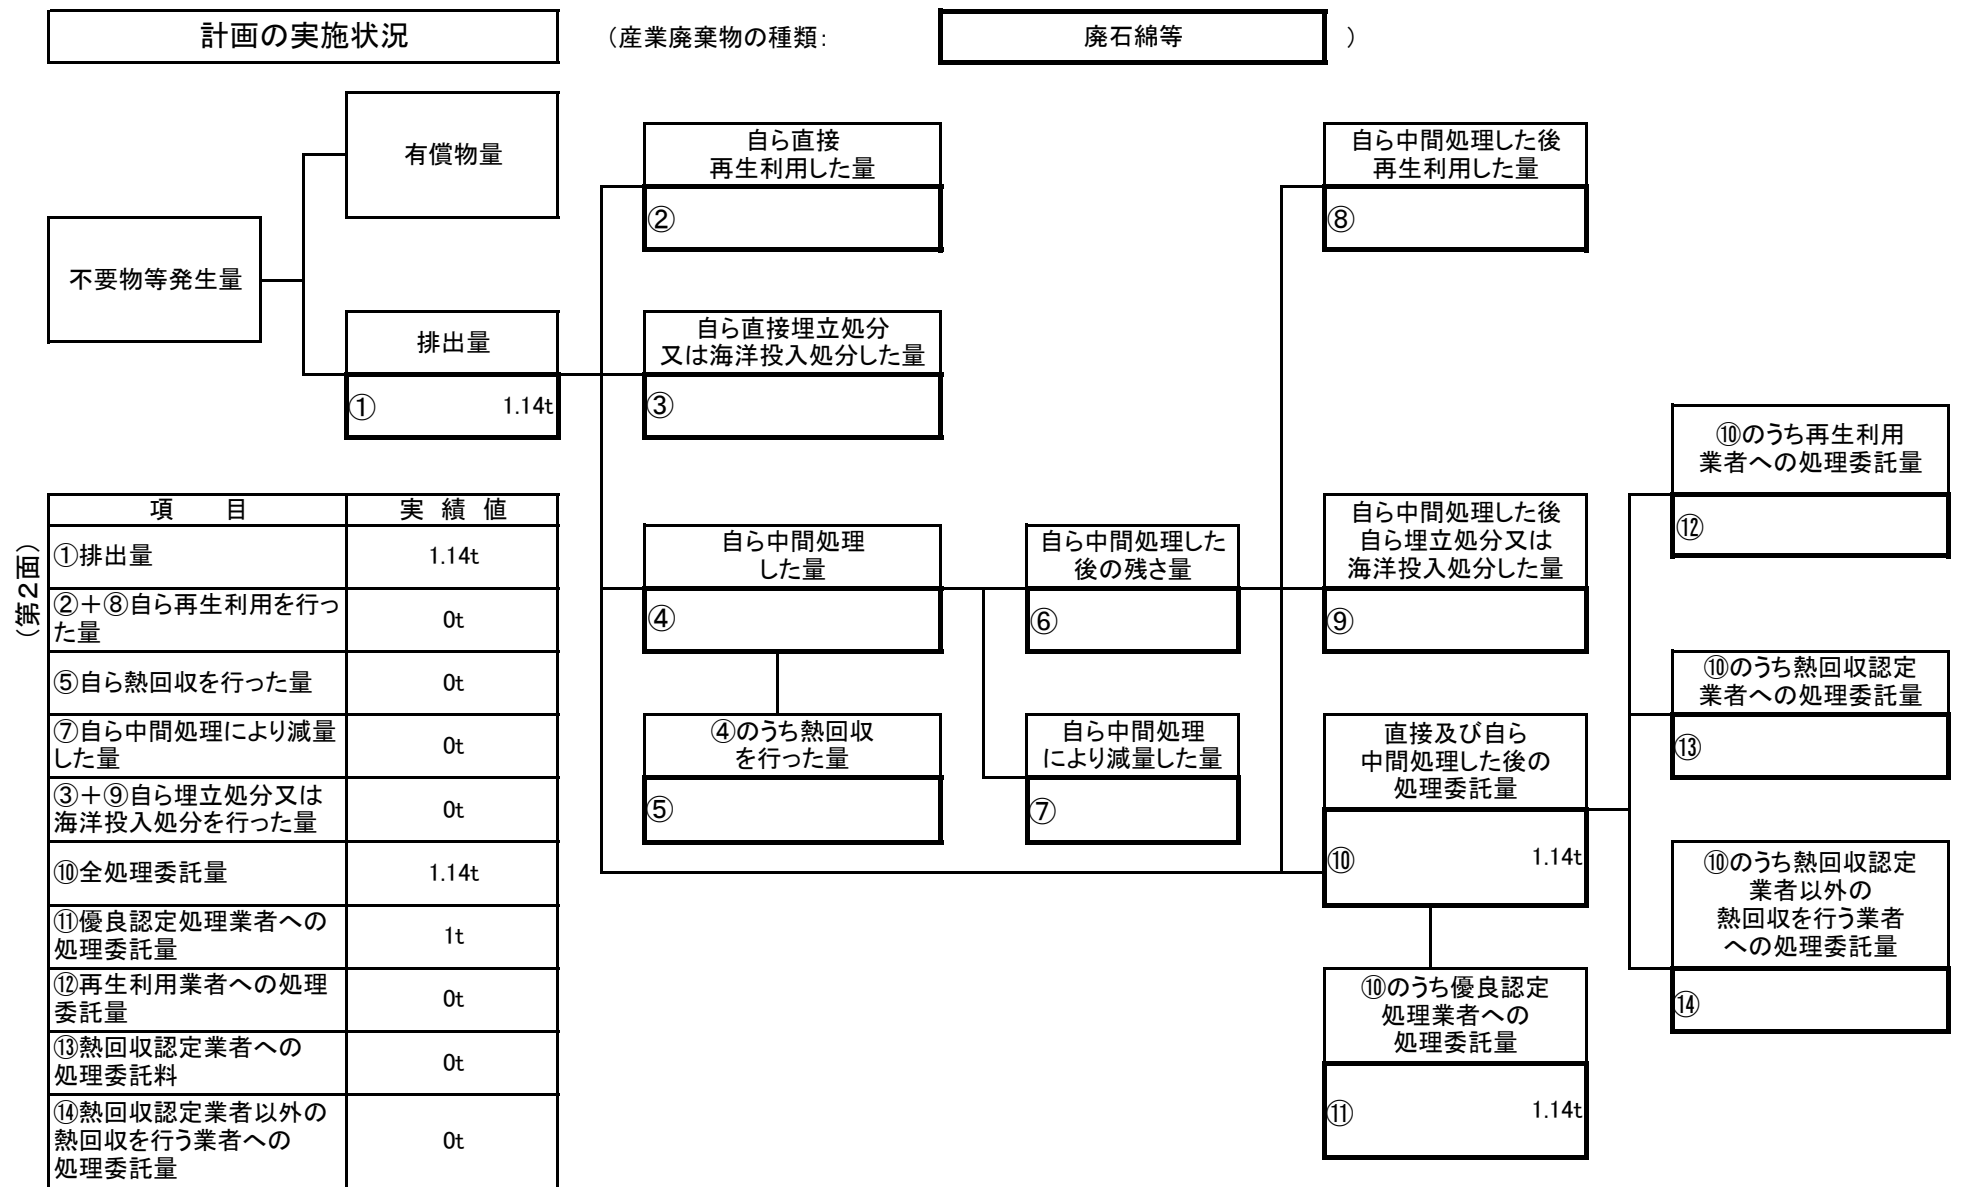 計画の実施状況
（産業廃棄物の種類：
廃石綿等
）
有償物量
不要物等発生量
排出量
① 1.14t
自ら直接
再生利用した量
②
自ら直接埋立処分
又は海洋投入処分した量
③
自ら中間処理
した量
④
④のうち熱回収
を行った量
⑤
自ら中間処理した
後の残さ量
⑥
自ら中間処理
により減量した量
⑦
自ら中間処理した後
再生利用した量
⑧
自ら中間処理した後
自ら埋立処分又は
海洋投入処分した量
⑨
直接及び自ら
中間処理した後の
処理委託量
⑩ 1.14t
⑩のうち優良認定
処理業者への
処理委託量
⑪ 1.14t
⑩のうち再生利用
業者への処理委託量
⑫
⑩のうち熱回収認定
業者への処理委託量
⑬
⑩のうち熱回収認定
業者以外の
熱回収を行う業者
への処理委託量
⑭
（第２面）
項 目 実 績 値
①排出量 1.14t
②＋⑧自ら再生利用を行っ
た量 0t
⑤自ら熱回収を行った量 0t
⑦自ら中間処理により減量
した量 0t
③＋⑨自ら埋立処分又は
海洋投入処分を行った量 0t
⑩全処理委託量 1.14t
⑪優良認定処理業者への
処理委託量 1t
⑫再生利用業者への処理
委託量 0t
⑬熱回収認定業者への
処理委託料 0t
⑭熱回収認定業者以外の
熱回収を行う業者への
処理委託量 0t